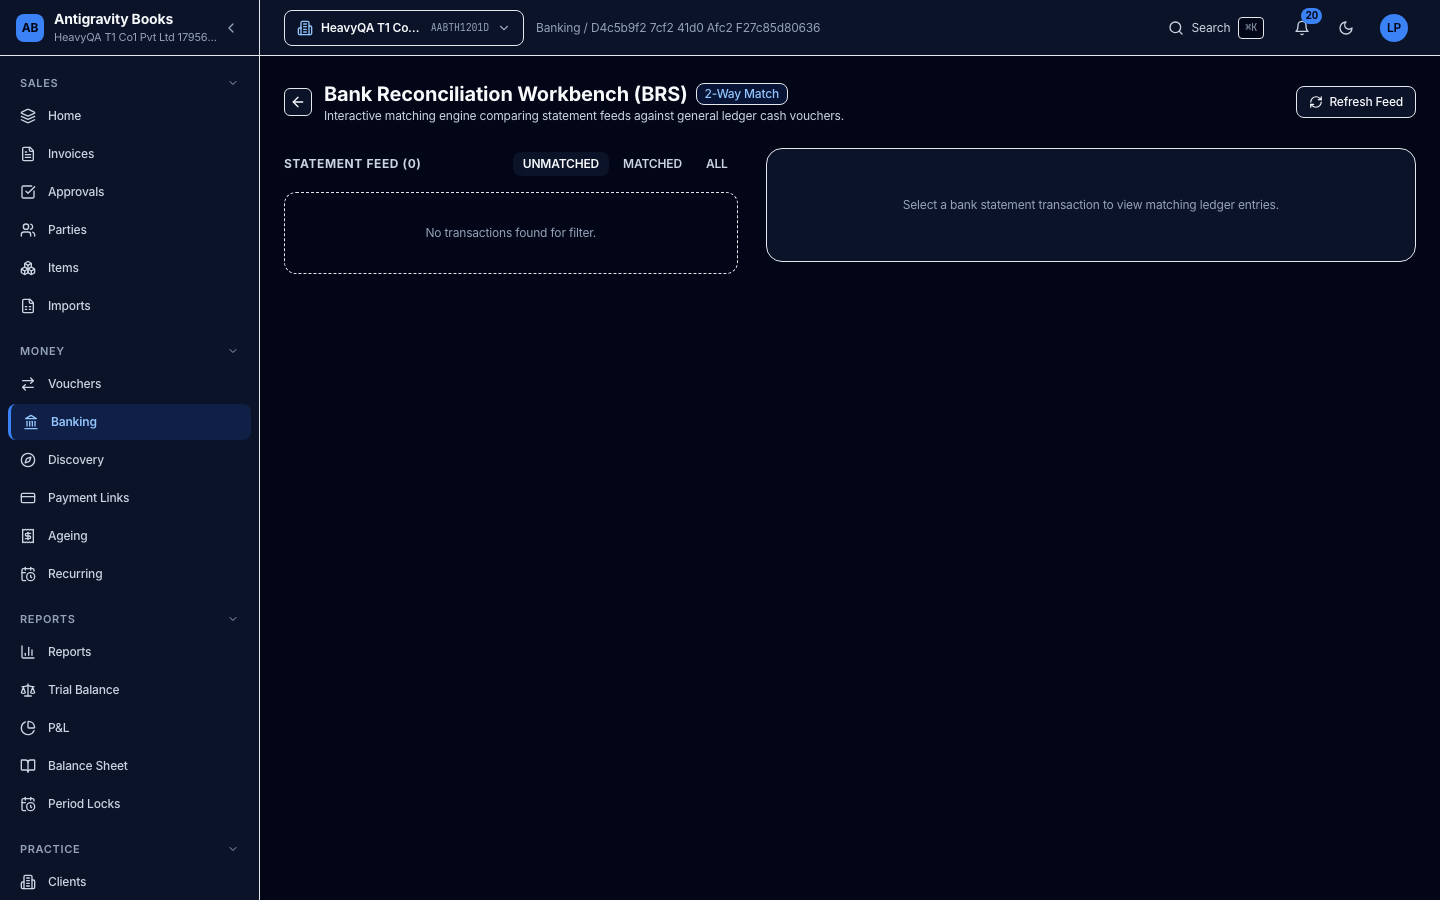 AB
Antigravity Books
HeavyQA T1 Co1 Pvt Ltd 17956...
SALES
Home
Invoices
Approvals
Parties
Items
Imports
MONEY
Vouchers
Banking
Discovery
Payment Links
Ageing
Recurring
REPORTS
Reports
Trial Balance
P&L
Balance Sheet
Period Locks
PRACTICE
Clients
HeavyQA T1 Co... AABTH1201D
Banking / D4c5b9f2 7cf2 41d0 Afc2 F27c85d80636
Search ⌘K
20
LP
Bank Reconciliation Workbench (BRS) 2-Way Match
Interactive matching engine comparing statement feeds against general ledger cash vouchers.
Refresh Feed
STATEMENT FEED (0) UNMATCHED MATCHED ALL
No transactions found for filter.
Select a bank statement transaction to view matching ledger entries.